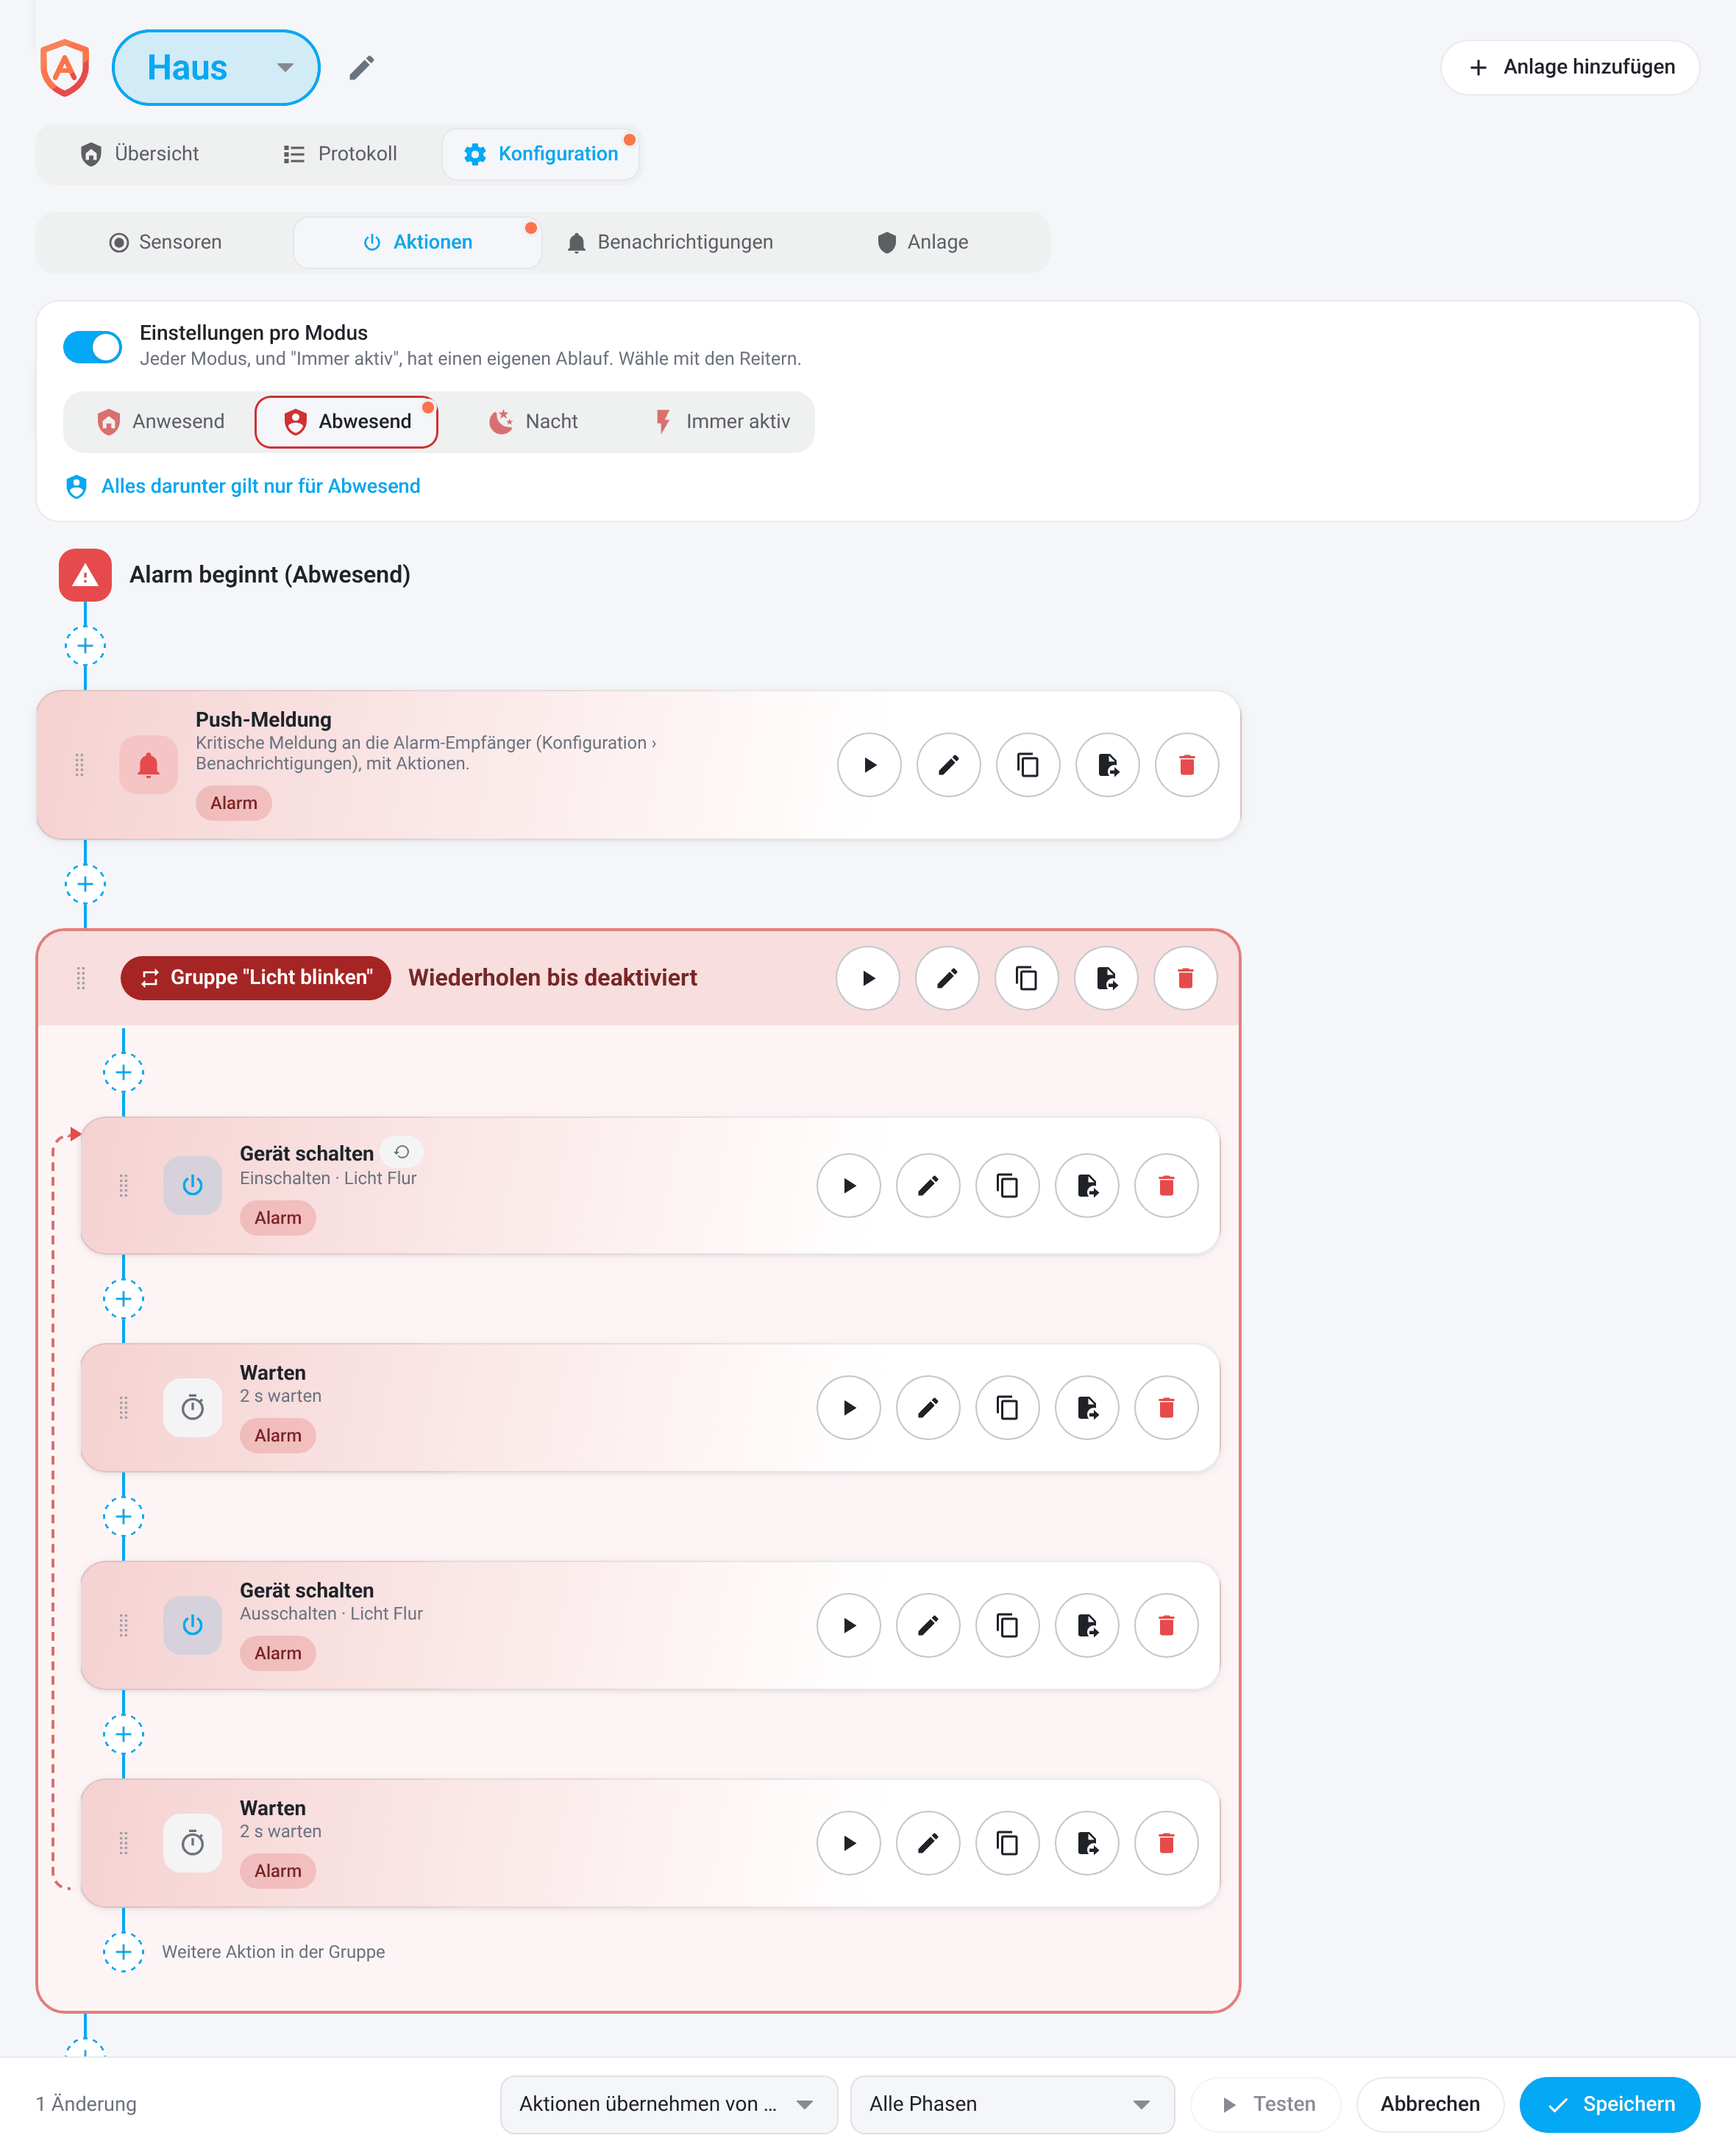 Haus
Anlage hinzufügen
Übersicht
Protokoll
Konfiguration
Sensoren
Aktionen
Benachrichtigungen
Anlage
Einstellungen pro Modus
Jeder Modus, und "Immer aktiv", hat einen eigenen Ablauf. Wähle mit den Reitern.
Anwesend
Abwesend
Nacht
Immer aktiv
Alles darunter gilt nur für Abwesend
Alarm beginnt (Abwesend)
Push-Meldung
Kritische Meldung an die Alarm-Empfänger (Konfiguration ›
Benachrichtigungen), mit Aktionen.
Alarm
Gruppe "Licht blinken"
Wiederholen bis deaktiviert
Gerät schalten
Einschalten · Licht Flur
Alarm
Warten
2 s warten
Alarm
Gerät schalten
Ausschalten · Licht Flur
Alarm
Warten
2 s warten
Alarm
Weitere Aktion in der Gruppe
1 Änderung
Aktionen übernehmen von ...
Alle Phasen
Testen
Abbrechen
Speichern